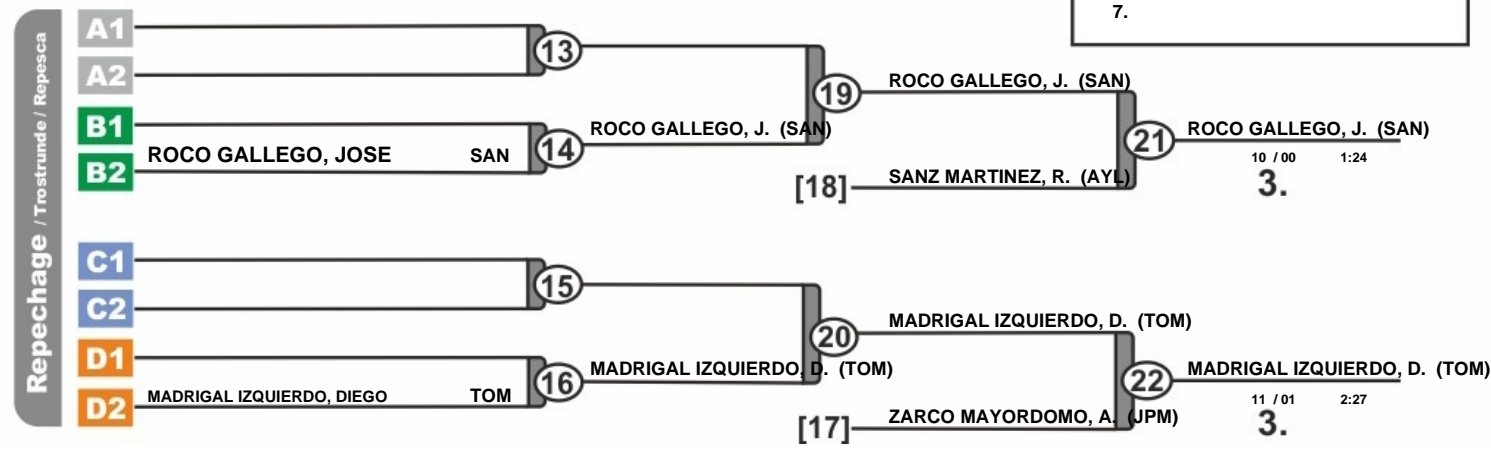 7.
Repechage / Trostrunde / Repesca
A1
13
A2
ROCO GALLEGO, J. (SAN)
19
B1
ROCO GALLEGO, J. (SAN)
ROCO GALLEGO, J. (SAN)
21
ROCO GALLEGO, JOSE SAN
14
10 / 00 1:24
B2
[18]
SANZ MARTINEZ, R. (AYL)
3.
C1
15
C2
MADRIGAL IZQUIERDO, D. (TOM)
20
D1
MADRIGAL IZQUIERDO, D. (TOM)
MADRIGAL IZQUIERDO, D. (TOM)
16
22
MADRIGAL IZQUIERDO, DIEGO TOM
11 / 01 2:27
D2
[17]
ZARCO MAYORDOMO, A. (JPM)
3.